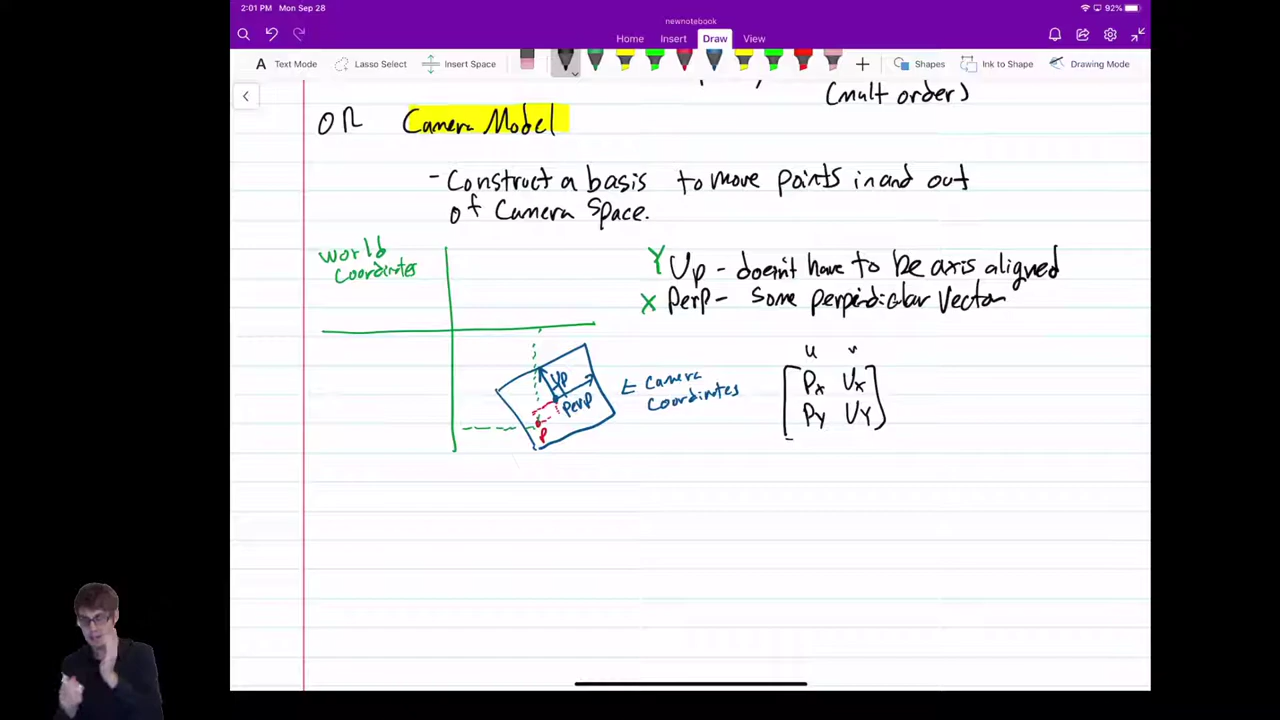 2:01 PM Mon Sep 28
92%
newnotebook
Home Insert Draw View
Text Mode Lasso Select Insert Space Shapes Ink to Shape Drawing Mode
(mult order)
OR Camera Model
- Construct a basis to move points in and out
of Camera Space.
World
Coordinates
Y Up - doesn't have to be axis aligned
X Perp - Some perpendicular Vector
u v
Px Ux
Py Uy
Up
Perp
P
← Camera
Coordinates